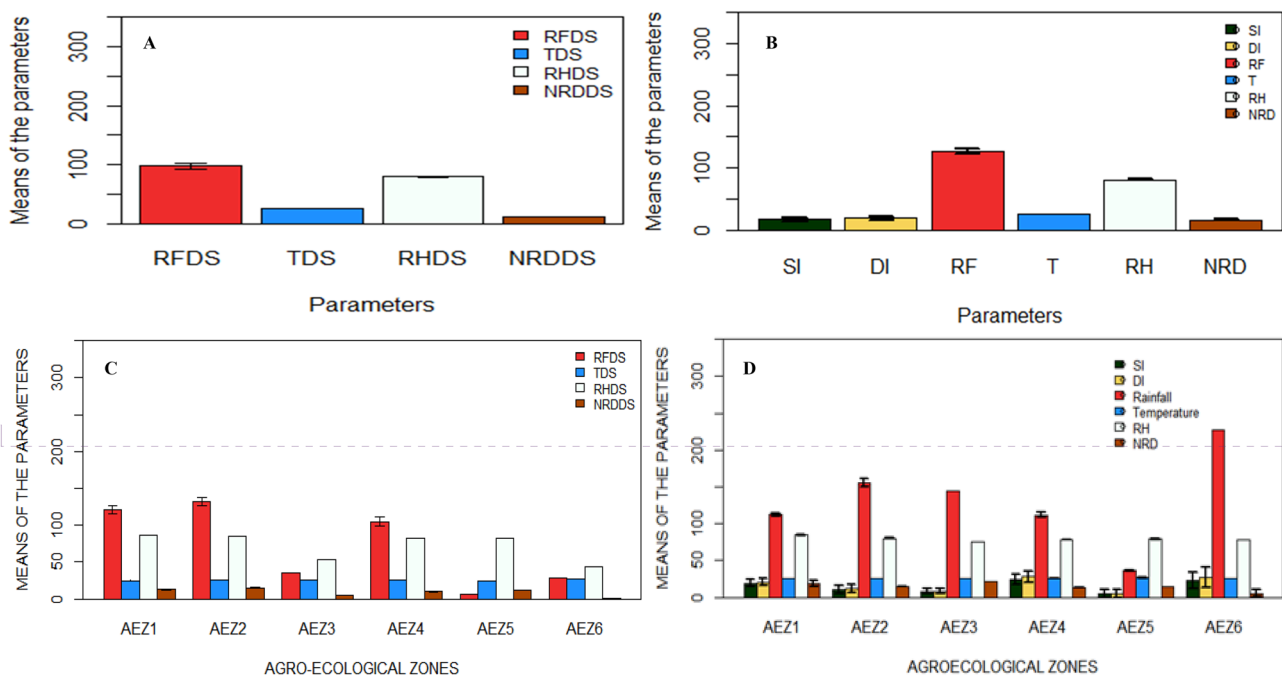 A
RFDS
TDS
RHDS
NRDDS
Means of the parameters
0
100
200
300
RFDS TDS RHDS NRDDS
Parameters
B
SI
DI
RF
T
RH
NRD
Means of the parameters
0
100
200
300
SI DI RF T RH NRD
Parameters
C
RFDS
TDS
RHDS
NRDDS
MEANS OF THE PARAMETERS
0
50
100
200
300
AEZ1 AEZ2 AEZ3 AEZ4 AEZ5 AEZ6
AGRO-ECOLOGICAL ZONES
D
SI
DI
Rainfall
Temperature
RH
NRD
MEANS OF THE PARAMETERS
0
50
100
200
300
AEZ1 AEZ2 AEZ3 AEZ4 AEZ5 AEZ6
AGROECOLOGICAL ZONES